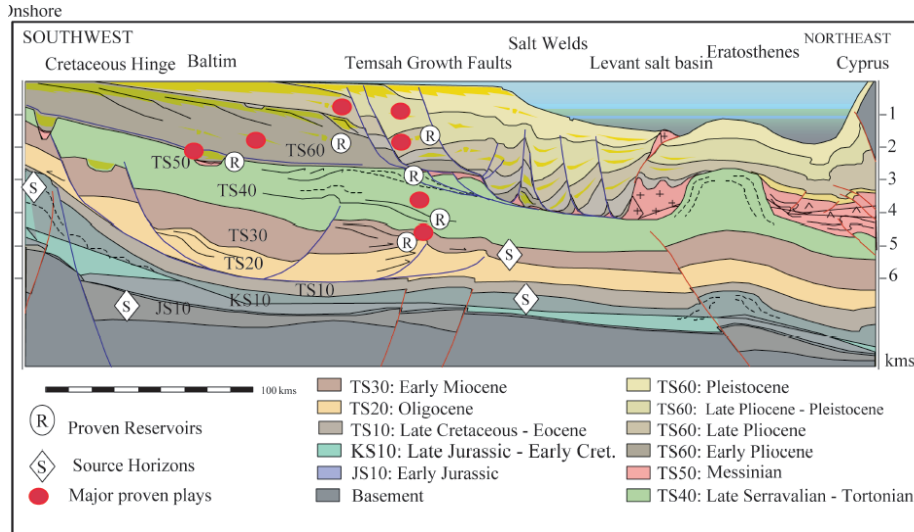 Onshore
SOUTHWEST
NORTHEAST
Cretaceous Hinge
Baltim
Temsah Growth Faults
Salt Welds
Levant salt basin
Eratosthenes
Cyprus
1
2
3
4
5
6
kms
TS50
TS60
R
R
R
R
R
R
R
TS40
TS30
TS20
TS10
KS10
JS10
S
S
S
S
100 kms
R Proven Reservoirs
S Source Horizons
Major proven plays
TS30: Early Miocene
TS20: Oligocene
TS10: Late Cretaceous - Eocene
KS10: Late Jurassic - Early Cret.
JS10: Early Jurassic
Basement
TS60: Pleistocene
TS60: Late Pliocene - Pleistocene
TS60: Late Pliocene
TS60: Early Pliocene
TS50: Messinian
TS40: Late Serravalian - Tortonian